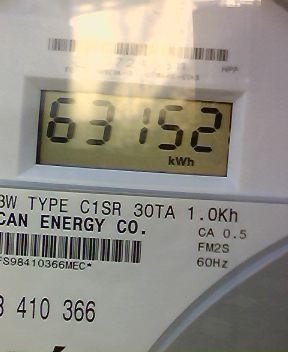 HPP
63152
kWh
3W TYPE C1SR 30TA 1.0Kh
CAN ENERGY CO.
CA 0.5
FM2S
FS98410366MEC*
60Hz
410 366